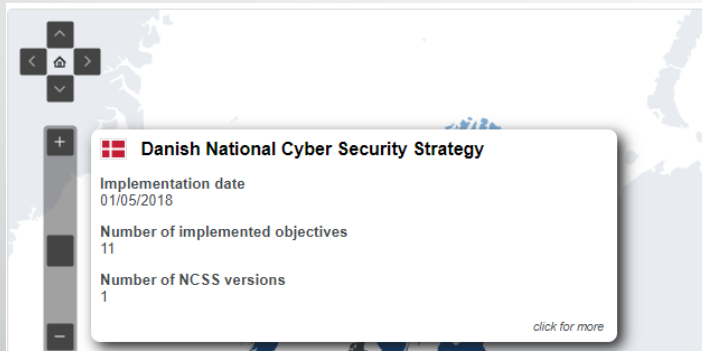 Danish National Cyber Security Strategy
Implementation date
01/05/2018
Number of implemented objectives
11
Number of NCSS versions
1
click for more